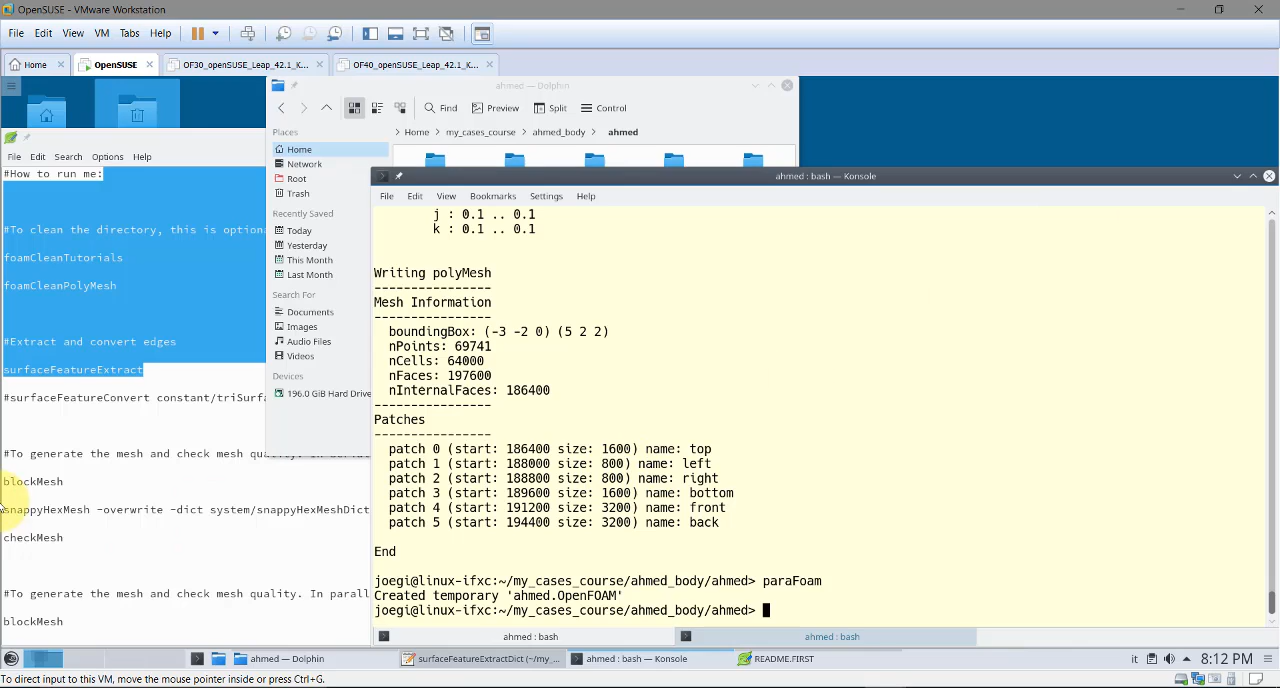 OpenSUSE - VMware Workstation
File Edit View VM Tabs Help
Home OpenSUSE OF30_openSUSE_Leap_42.1_K... OF40_openSUSE_Leap_42.1_K...
ahmed — Dolphin
Find Preview Split Control
Places
Home > my_cases_course > ahmed_body > ahmed
Home
Network
Root
Trash
Recently Saved
Today
Yesterday
This Month
Last Month
Search For
Documents
Images
Audio Files
Videos
Devices
196.0 GiB Hard Drive
File Edit Search Options Help
#How to run me:
#To clean the directory, this is optiona
foamCleanTutorials
foamCleanPolyMesh
#Extract and convert edges
surfaceFeatureExtract
#surfaceFeatureConvert constant/triSurfa
#To generate the mesh and check mesh quality.
blockMesh
snappyHexMesh -overwrite -dict system/snappyHexMeshDict
checkMesh
#To generate the mesh and check mesh quality. In parall
blockMesh
ahmed : bash — Konsole
File Edit View Bookmarks Settings Help
j : 0.1 .. 0.1
k : 0.1 .. 0.1
Writing polyMesh
----------------
Mesh Information
----------------
boundingBox: (-3 -2 0) (5 2 2)
nPoints: 69741
nCells: 64000
nFaces: 197600
nInternalFaces: 186400
----------------
Patches
----------------
patch 0 (start: 186400 size: 1600) name: top
patch 1 (start: 188000 size: 800) name: left
patch 2 (start: 188800 size: 800) name: right
patch 3 (start: 189600 size: 1600) name: bottom
patch 4 (start: 191200 size: 3200) name: front
patch 5 (start: 194400 size: 3200) name: back
End
joegi@linux-ifxc:~/my_cases_course/ahmed_body/ahmed> paraFoam
Created temporary 'ahmed.OpenFOAM'
joegi@linux-ifxc:~/my_cases_course/ahmed_body/ahmed>
ahmed : bash ahmed : bash
ahmed — Dolphin surfaceFeatureExtractDict (~/my_... ahmed : bash — Konsole README.FIRST it 8:12 PM
To direct input to this VM, move the mouse pointer inside or press Ctrl+G.